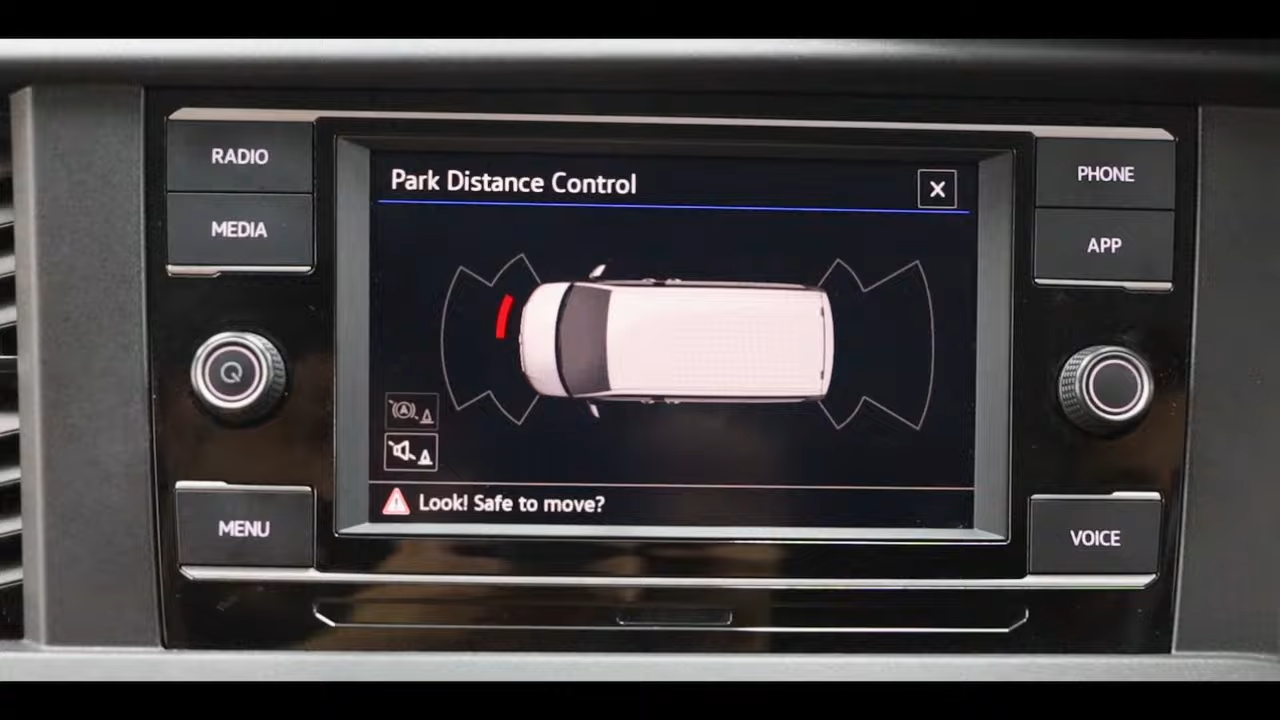 RADIO
MEDIA
MENU
Park Distance Control
X
A
Look! Safe to move?
PHONE
APP
VOICE